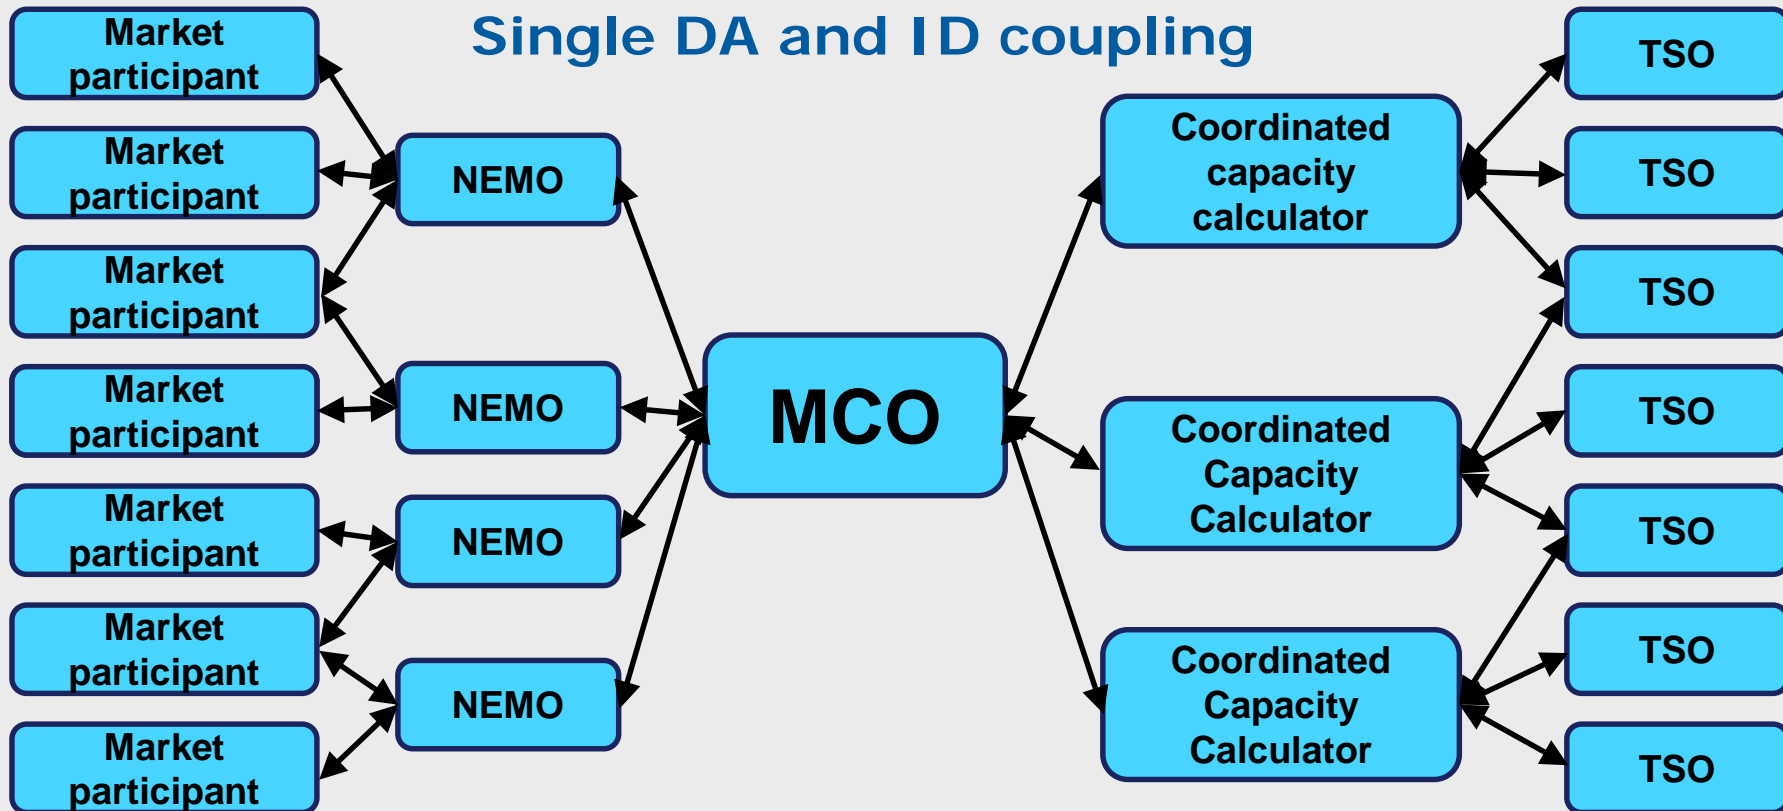 Single DA and ID coupling
Market
participant
Market
participant
Market
participant
Market
participant
Market
participant
Market
participant
Market
participant
NEMO
NEMO
NEMO
NEMO
MCO
Coordinated
capacity
calculator
Coordinated
Capacity
Calculator
Coordinated
Capacity
Calculator
TSO
TSO
TSO
TSO
TSO
TSO
TSO